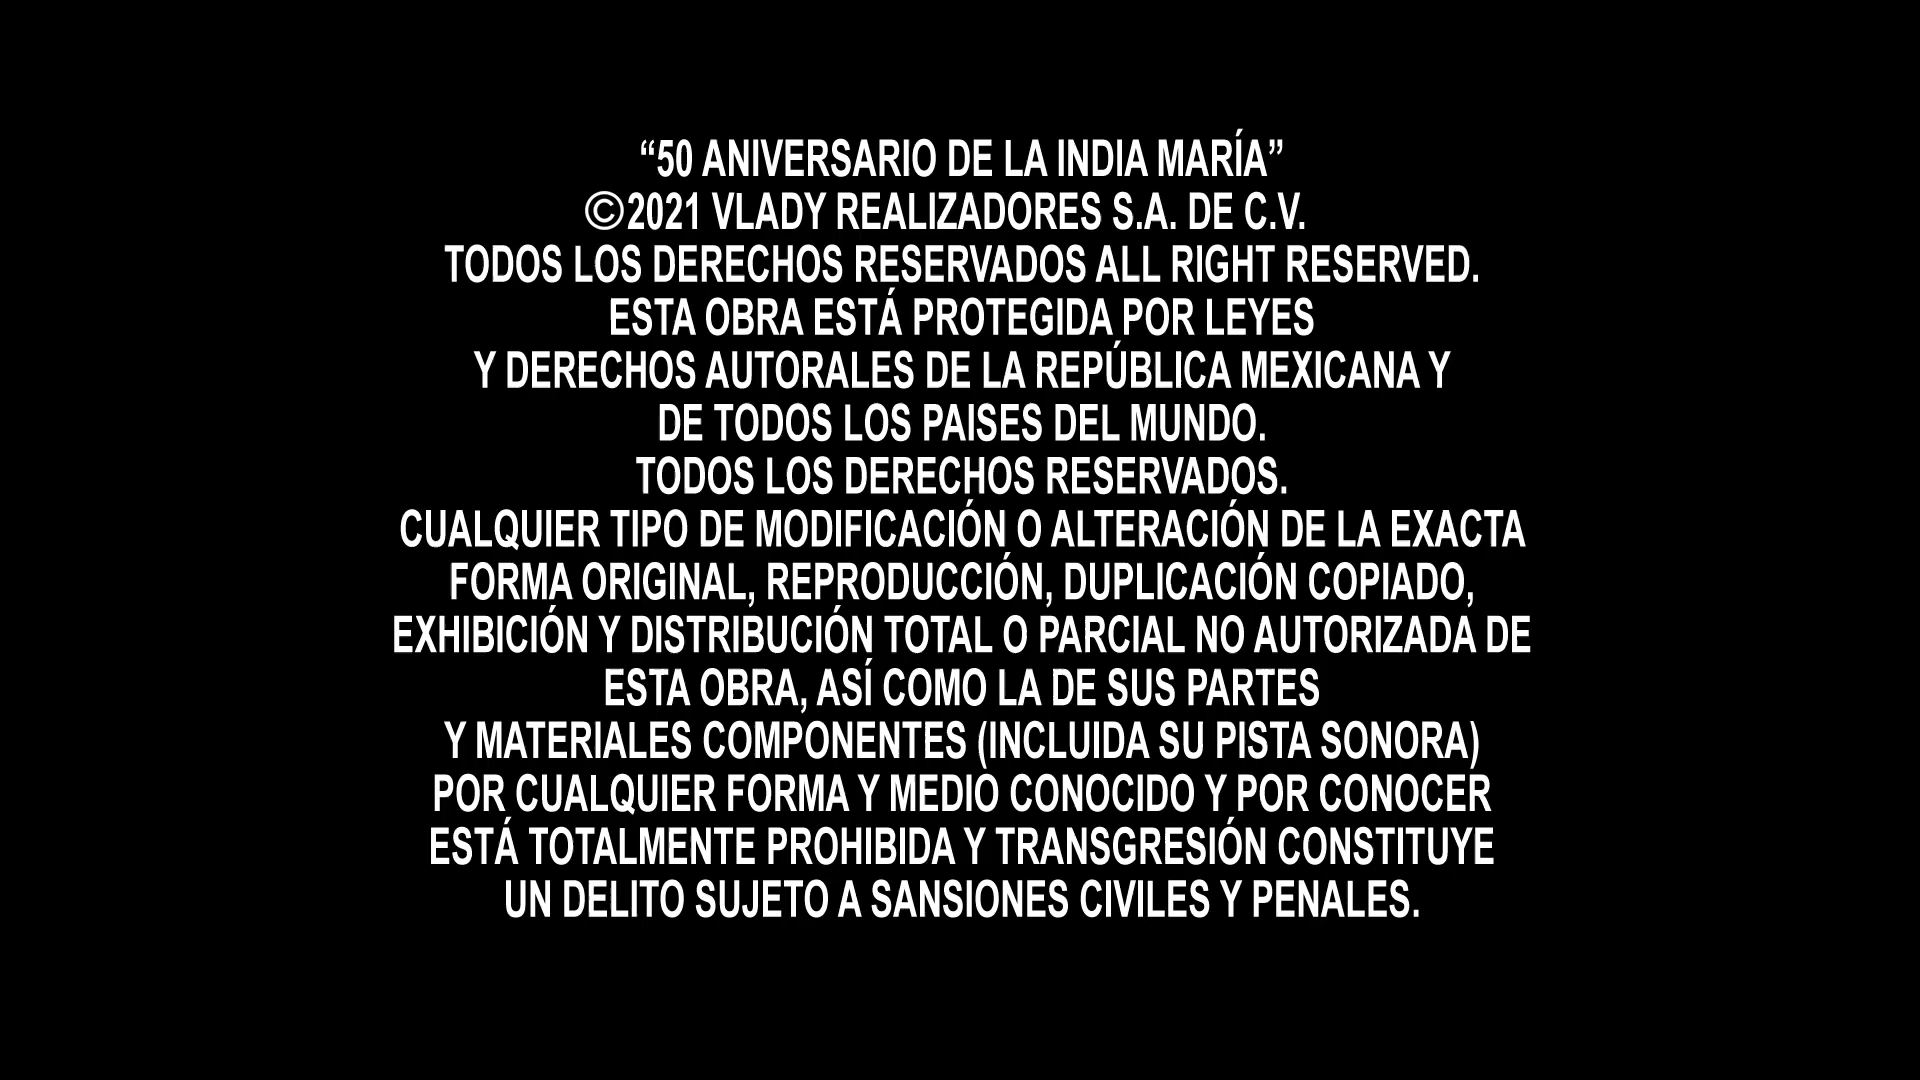 “50 ANIVERSARIO DE LA INDIA MARÍA”
©2021 VLADY REALIZADORES S.A. DE C.V.
TODOS LOS DERECHOS RESERVADOS ALL RIGHT RESERVED.
ESTA OBRA ESTÁ PROTEGIDA POR LEYES
Y DERECHOS AUTORALES DE LA REPÚBLICA MEXICANA Y
DE TODOS LOS PAISES DEL MUNDO.
TODOS LOS DERECHOS RESERVADOS.
CUALQUIER TIPO DE MODIFICACIÓN O ALTERACIÓN DE LA EXACTA
FORMA ORIGINAL, REPRODUCCIÓN, DUPLICACIÓN COPIADO,
EXHIBICIÓN Y DISTRIBUCIÓN TOTAL O PARCIAL NO AUTORIZADA DE
ESTA OBRA, ASÍ COMO LA DE SUS PARTES
Y MATERIALES COMPONENTES (INCLUIDA SU PISTA SONORA)
POR CUALQUIER FORMA Y MEDIO CONOCIDO Y POR CONOCER
ESTÁ TOTALMENTE PROHIBIDA Y TRANSGRESIÓN CONSTITUYE
UN DELITO SUJETO A SANSIONES CIVILES Y PENALES.